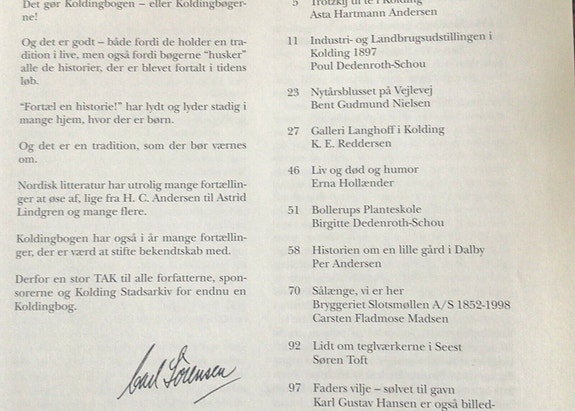 Det gør Koldingbogen – eller Koldingbøger-
ne!
Og det er godt – både fordi de holder en tra-
dition i live, men også fordi bøgerne “husker”
alle de historier, der er blevet fortalt i tidens
løb.
“Fortæl en historie!” har lydt og lyder stadig i
mange hjem, hvor der er børn.
Og det er en tradition, som der bør værnes
om.
Nordisk litteratur har utrolig mange fortællin-
ger at øse af, lige fra H. C. Andersen til Astrid
Lindgren og mange flere.
Koldingbogen har også i år mange fortællin-
ger, der er værd at stifte bekendtskab med.
Derfor en stor TAK til alle forfatterne, spon-
sorerne og Kolding Stadsarkiv for endnu en
Koldingbog.
Carl Sørensen
5 Trotzkij til te i Kolding
Asta Hartmann Andersen
11 Industri- og Landbrugsudstillingen i
Kolding 1897
Poul Dedenroth-Schou
23 Nytårsblusset på Vejlevej
Bent Gudmund Nielsen
27 Galleri Langhoff i Kolding
K. E. Reddersen
46 Liv og død og humor
Erna Hollænder
51 Bollerups Planteskole
Birgitte Dedenroth-Schou
58 Historien om en lille gård i Dalby
Per Andersen
70 Sålænge, vi er her
Bryggeriet Slotsmøllen A/S 1852-1998
Carsten Fladmose Madsen
92 Lidt om teglværkerne i Seest
Søren Toft
97 Faders vilje – sølvet til gavn
Karl Gustav Hansen er også billed-